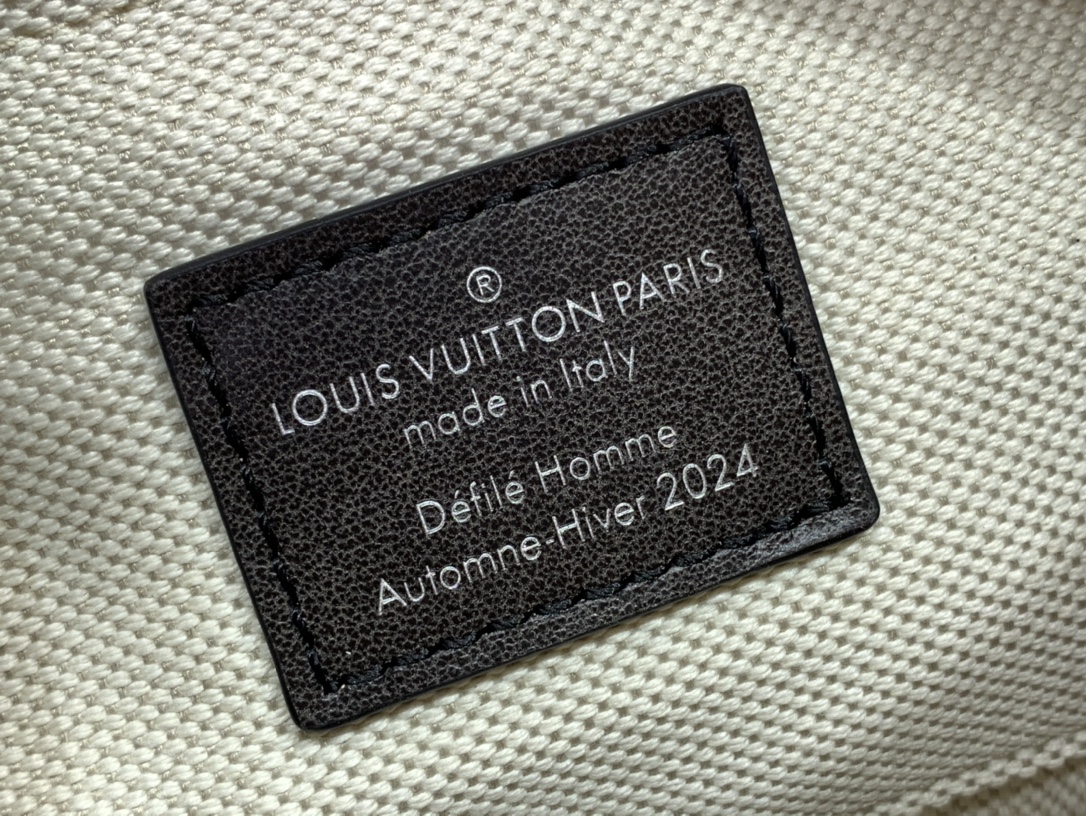 ®
LOUIS VUITTON PARIS
made in Italy
Défilé Homme
Automne-Hiver 2024